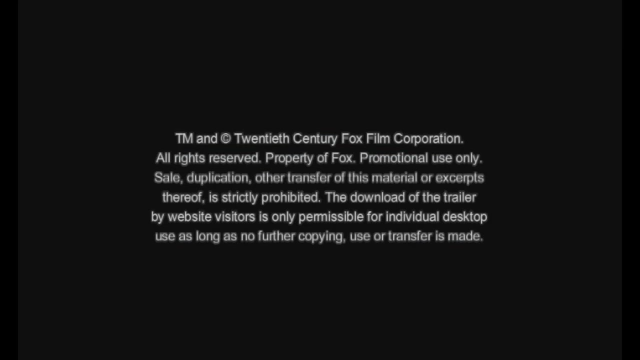 TM and © Twentieth Century Fox Film Corporation.
All rights reserved. Property of Fox. Promotional use only.
Sale, duplication, other transfer of this material or excerpts
thereof, is strictly prohibited. The download of the trailer
by website visitors is only permissible for individual desktop
use as long as no further copying, use or transfer is made.